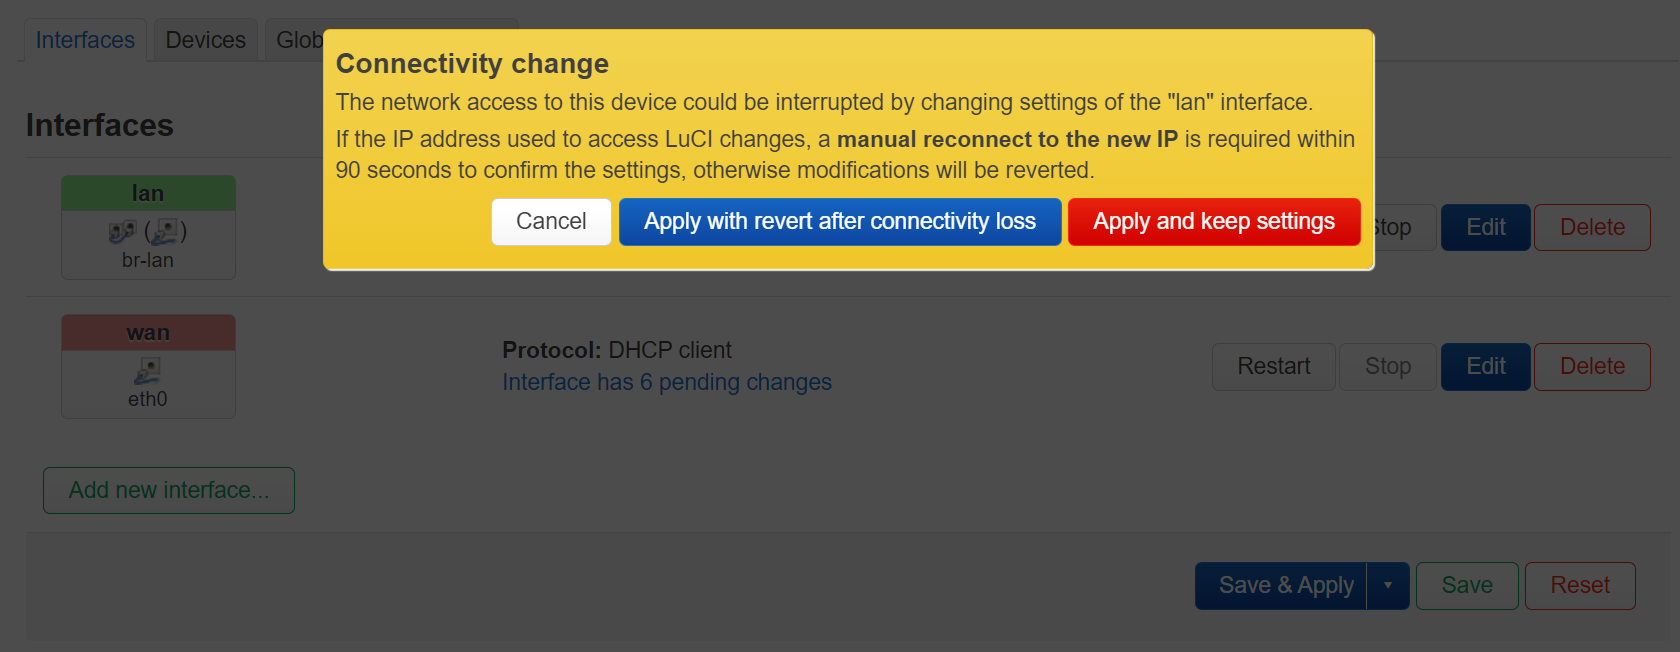 Interfaces Devices Glob
Connectivity change
The network access to this device could be interrupted by changing settings of the "lan" interface.
If the IP address used to access LuCI changes, a manual reconnect to the new IP is required within
90 seconds to confirm the settings, otherwise modifications will be reverted.
Cancel Apply with revert after connectivity loss Apply and keep settings
Interfaces
lan
( )
br-lan
Stop Edit Delete
wan
eth0
Protocol: DHCP client
Interface has 6 pending changes
Restart Stop Edit Delete
Add new interface...
Save & Apply Save Reset